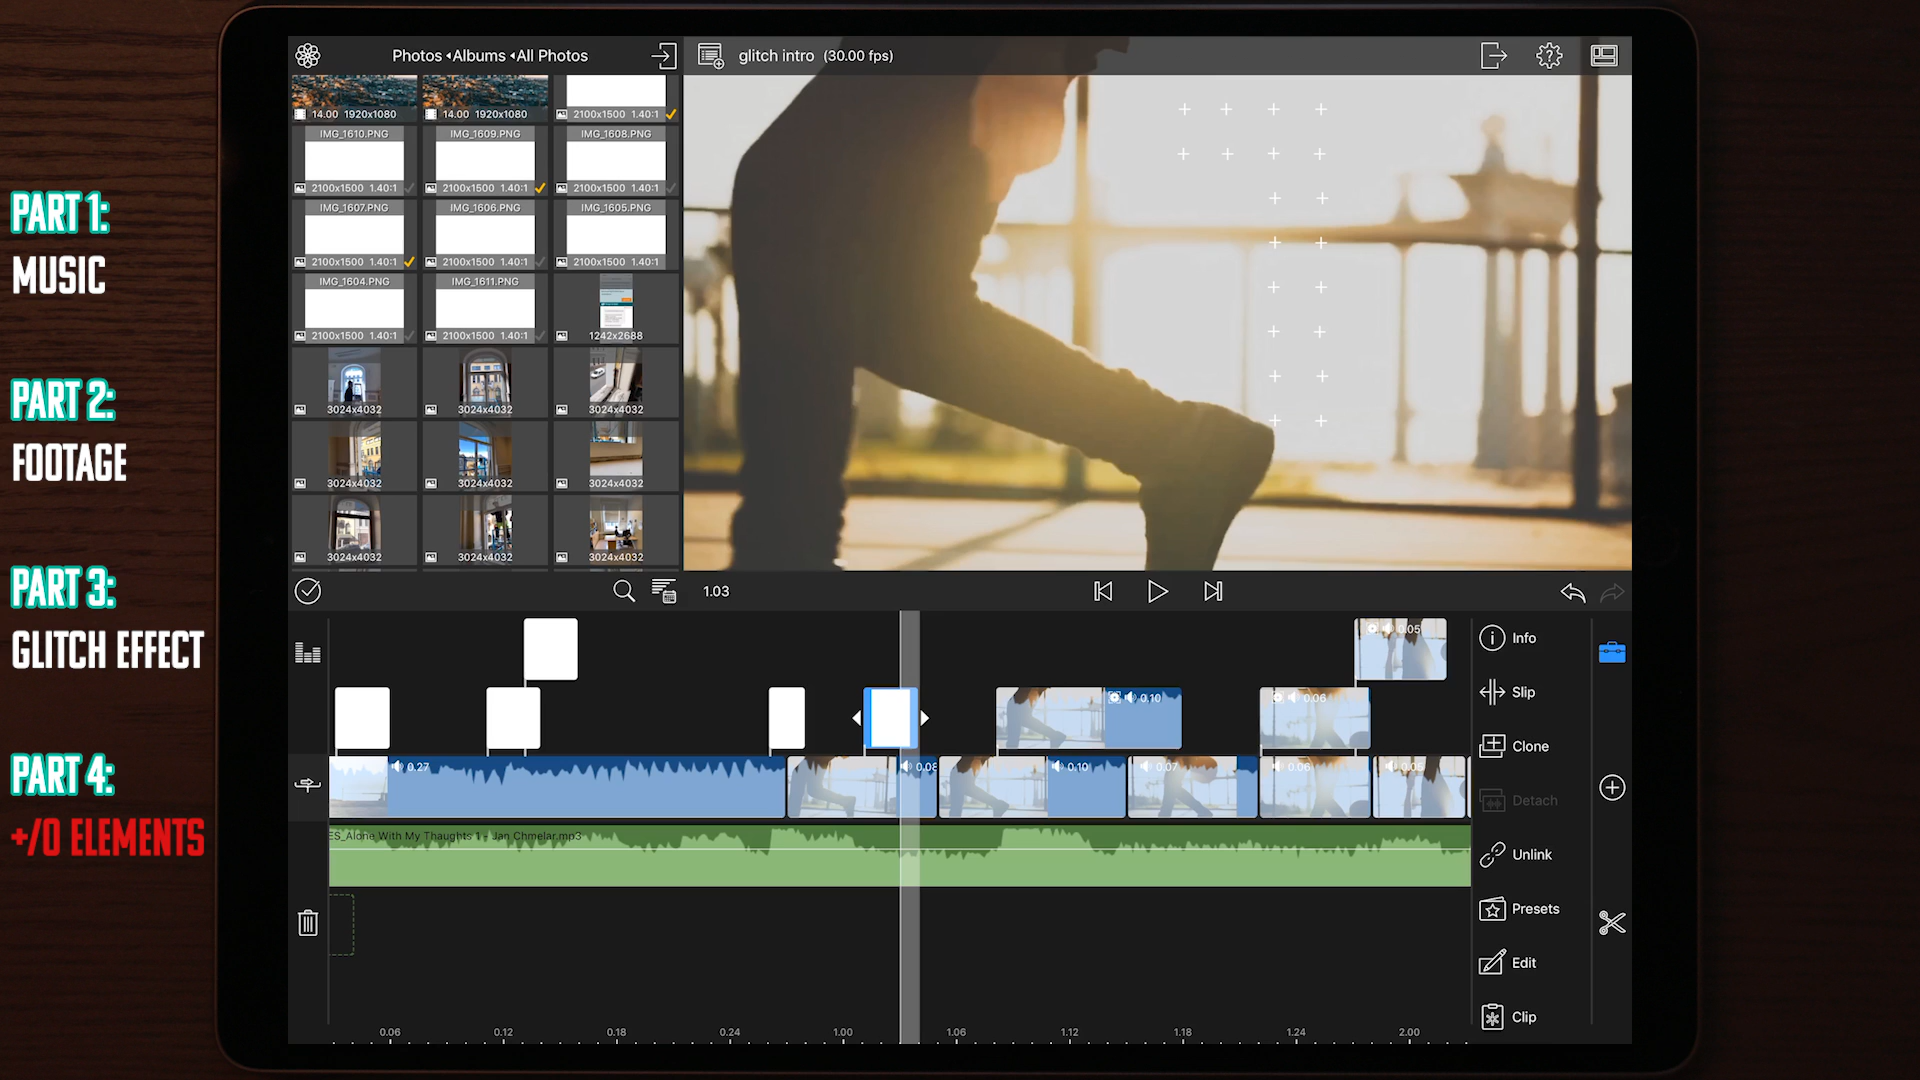 PART 1:
MUSIC
PART 2:
FOOTAGE
PART 3:
GLITCH EFFECT
PART 4:
+/0 ELEMENTS
Photos ◂Albums ◂All Photos
14.00 1920x1080
14.00 1920x1080
2100x1500 1.40:1
IMG_1610.PNG
IMG_1609.PNG
IMG_1608.PNG
2100x1500 1.40:1
2100x1500 1.40:1
2100x1500 1.40:1
IMG_1607.PNG
IMG_1606.PNG
IMG_1605.PNG
2100x1500 1.40:1
2100x1500 1.40:1
2100x1500 1.40:1
IMG_1604.PNG
IMG_1611.PNG
2100x1500 1.40:1
2100x1500 1.40:1
1242x2688
3024x4032
3024x4032
3024x4032
3024x4032
3024x4032
3024x4032
3024x4032
3024x4032
3024x4032
glitch intro (30.00 fps)
1.03
0.05
0.10
0.06
0.27
0.08
0.10
0.07
0.06
0.05
ES_Alone With My Thaughts 1 - Jan Chmelar.mp3
0.06
0.12
0.18
0.24
1.00
1.06
1.12
1.18
1.24
2.00
Info
Slip
Clone
Detach
Unlink
Presets
Edit
Clip